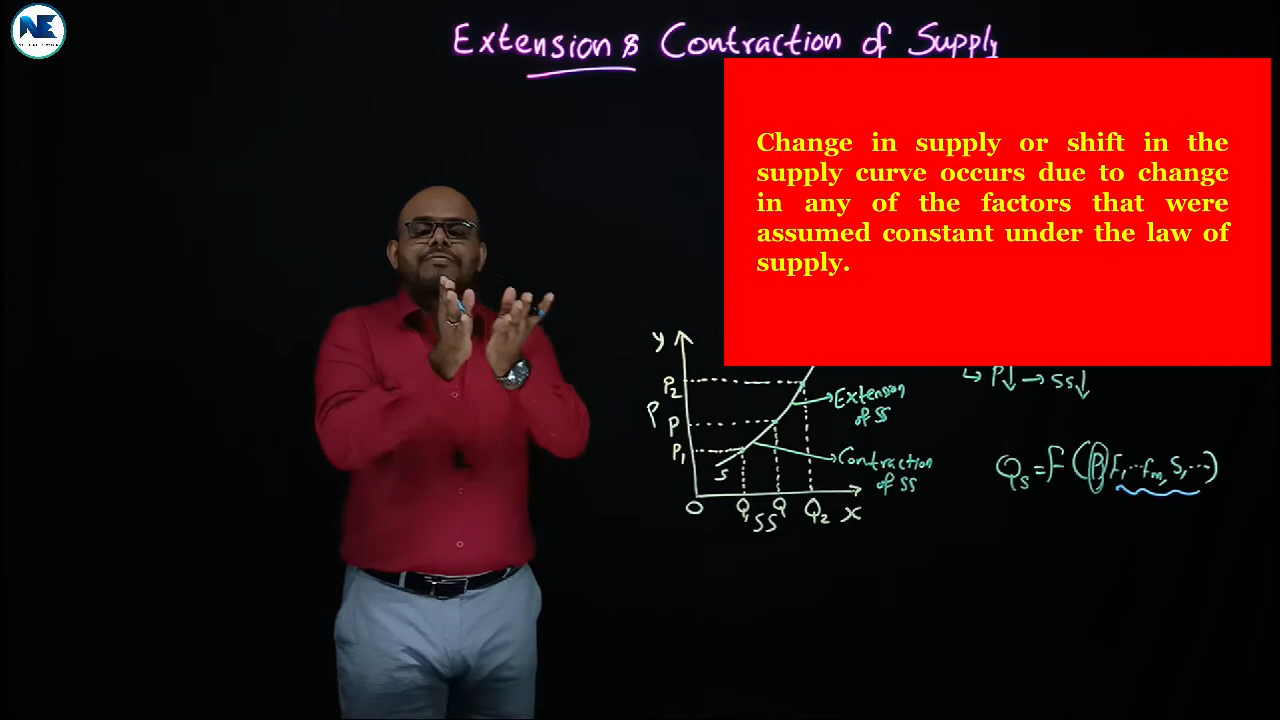 NE
Extension & Contraction of Supply
Change in supply or shift in the
supply curve occurs due to change
in any of the factors that were
assumed constant under the law of
supply.
↳ P↓ → SS↓
y
P₂
P
P
P₁
S
Extension
of SS
Contraction
of SS
O
Q₁
Q
Q₂
x
SS
Qs = f (P, F₁, ...Fm, S, ...)